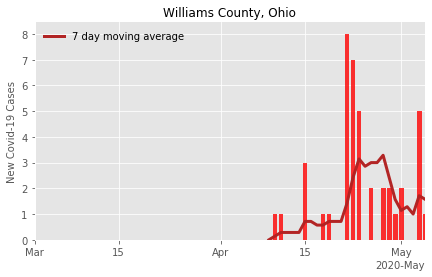 Williams County, Ohio
7 day moving average
New Covid-19 Cases
8
7
6
5
4
3
2
1
0
Mar 15 Apr 15 May
2020-May